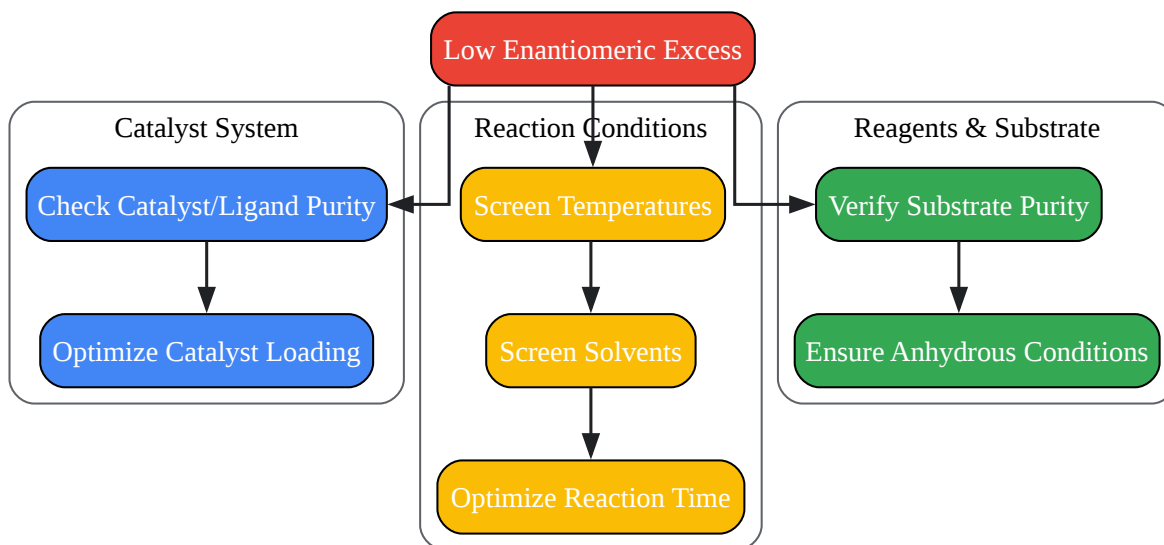 Low Enantiomeric Excess
Catalyst System
Check Catalyst/Ligand Purity
Optimize Catalyst Loading
Reaction Conditions
Screen Temperatures
Screen Solvents
Optimize Reaction Time
Reagents & Substrate
Verify Substrate Purity
Ensure Anhydrous Conditions